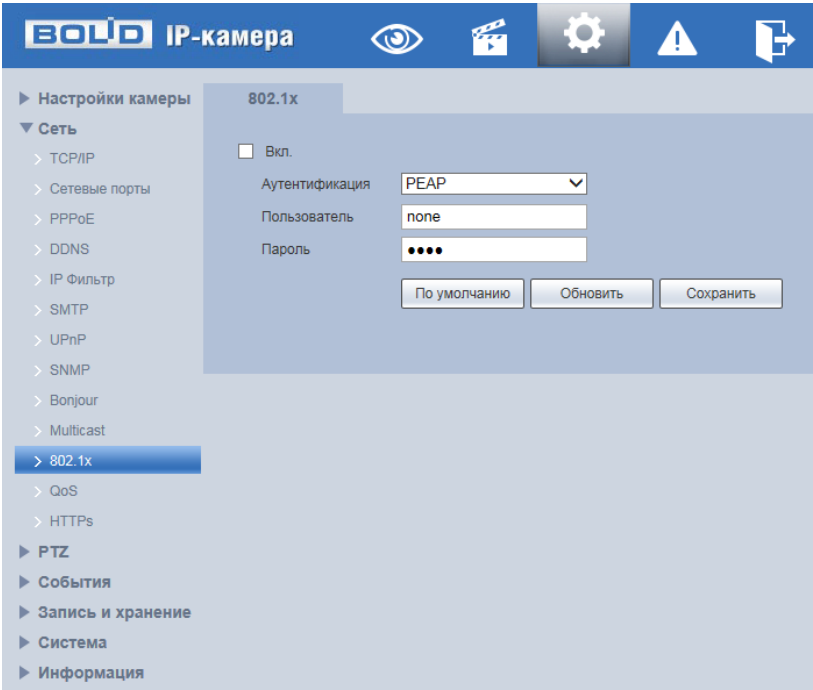 BOLID IP-камера
Настройки камеры
Сеть
TCP/IP
Сетевые порты
PPPoE
DDNS
IP Фильтр
SMTP
UPnP
SNMP
Bonjour
Multicast
802.1x
QoS
HTTPs
PTZ
События
Запись и хранение
Система
Информация
802.1x
Вкл.
Аутентификация PEAP
Пользователь none
Пароль ●●●●
По умолчанию Обновить Сохранить